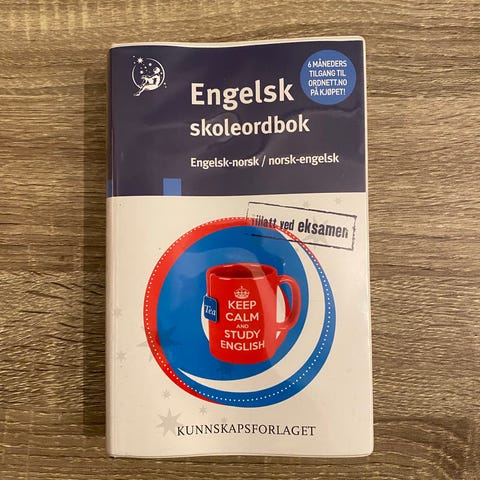 6 MÅNEDERS
TILGANG TIL
ORDNETT.NO
PÅ KJØPET!
Engelsk
skoleordbok
Engelsk-norsk / norsk-engelsk
Tillatt ved eksamen
Tea
KEEP
CALM
AND
STUDY
ENGLISH
KUNNSKAPSFORLAGET